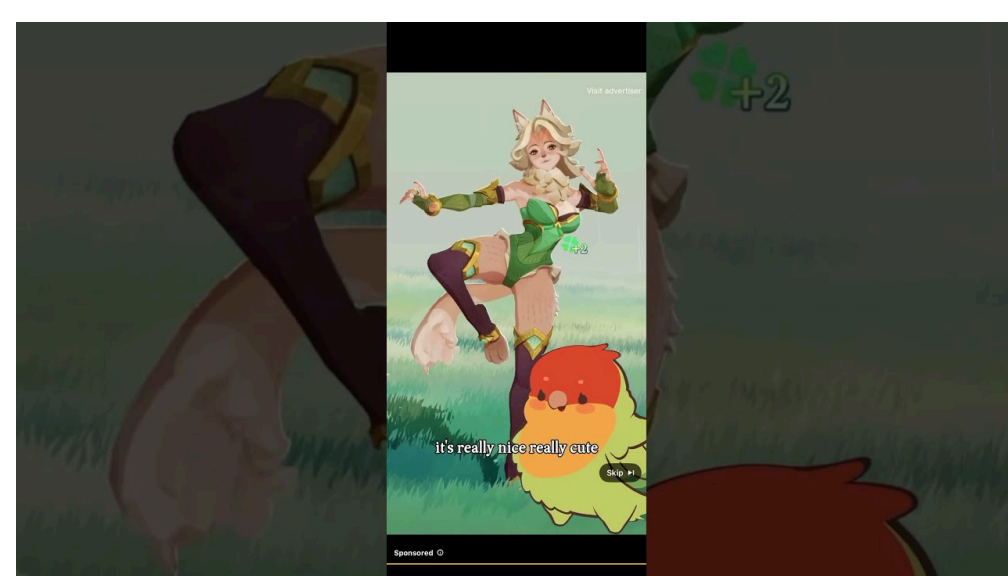 Visit advertiser
+2
+2
it's really nice really cute
Skip
Sponsored